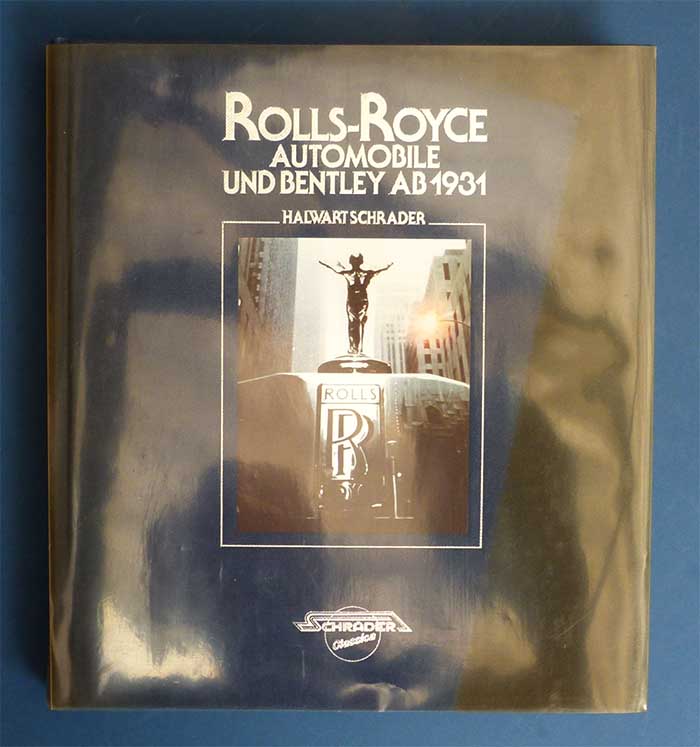 ROLLS-ROYCE
AUTOMOBILE
UND BENTLEY AB 1931
HALWART SCHRADER
ROLLS
RR
SCHRADER
Classics